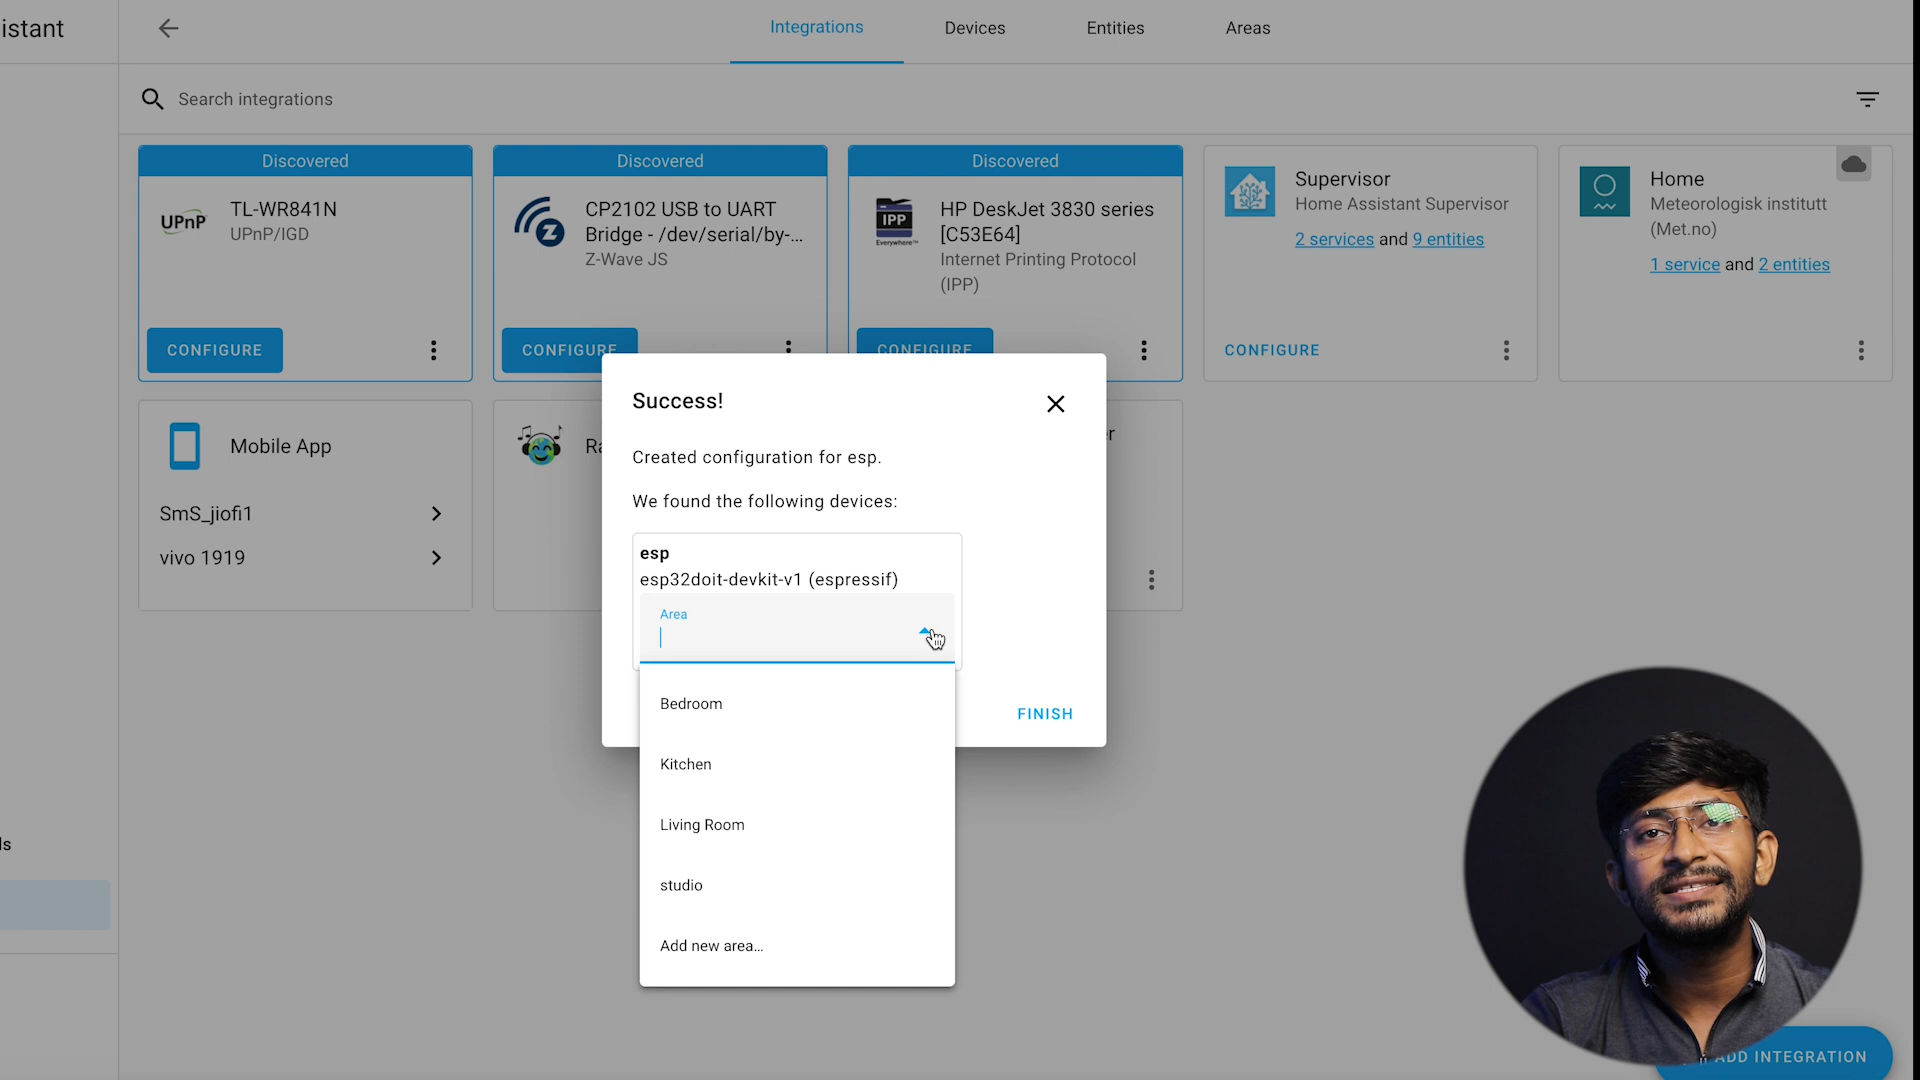 istant
Integrations
Devices
Entities
Areas
Search integrations
Discovered
UPnP
TL-WR841N
UPnP/IGD
CONFIGURE
Discovered
CP2102 USB to UART
Bridge - /dev/serial/by-...
Z-Wave JS
CONFIGURE
Discovered
IPP
Everywhere
HP DeskJet 3830 series
[C53E64]
Internet Printing Protocol
(IPP)
CONFIGURE
Supervisor
Home Assistant Supervisor
2 services and 9 entities
CONFIGURE
Home
Meteorologisk institutt
(Met.no)
1 service and 2 entities
Mobile App
SmS_jiofi1
vivo 1919
Ra
r
Success!
Created configuration for esp.
We found the following devices:
esp
esp32doit-devkit-v1 (espressif)
Area
Bedroom
Kitchen
Living Room
studio
Add new area...
FINISH
ls
ADD INTEGRATION